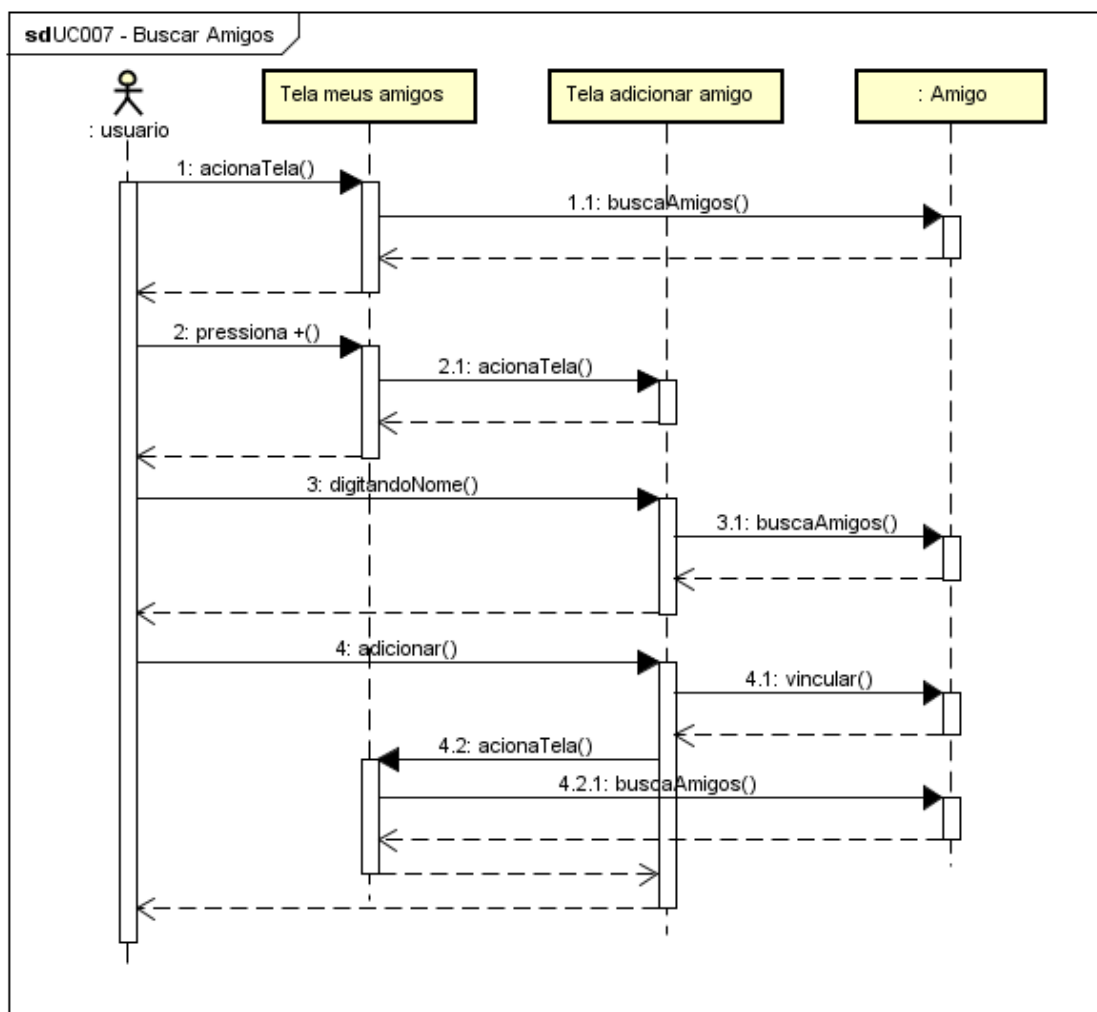 sdUC007 - Buscar Amigos
: usuario
Tela meus amigos
Tela adicionar amigo
: Amigo
1: acionaTela()
1.1: buscaAmigos()
2: pressiona +()
2.1: acionaTela()
3: digitandoNome()
3.1: buscaAmigos()
4: adicionar()
4.1: vincular()
4.2: acionaTela()
4.2.1: buscaAmigos()